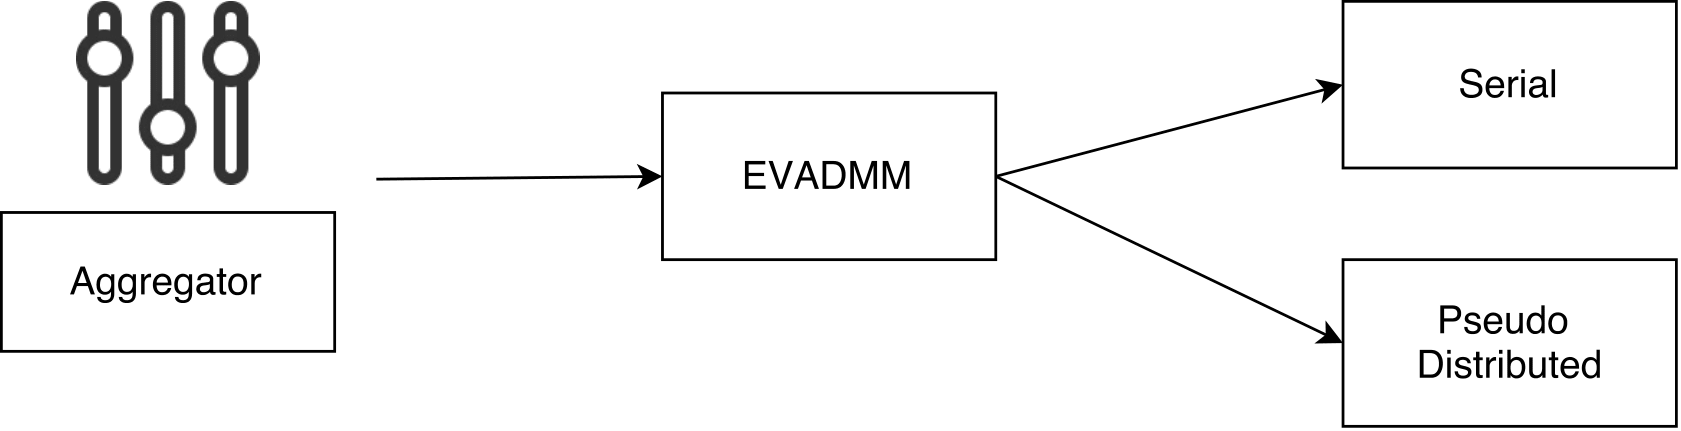 Serial
EVADMM
Aggregator
Pseudo
Distributed